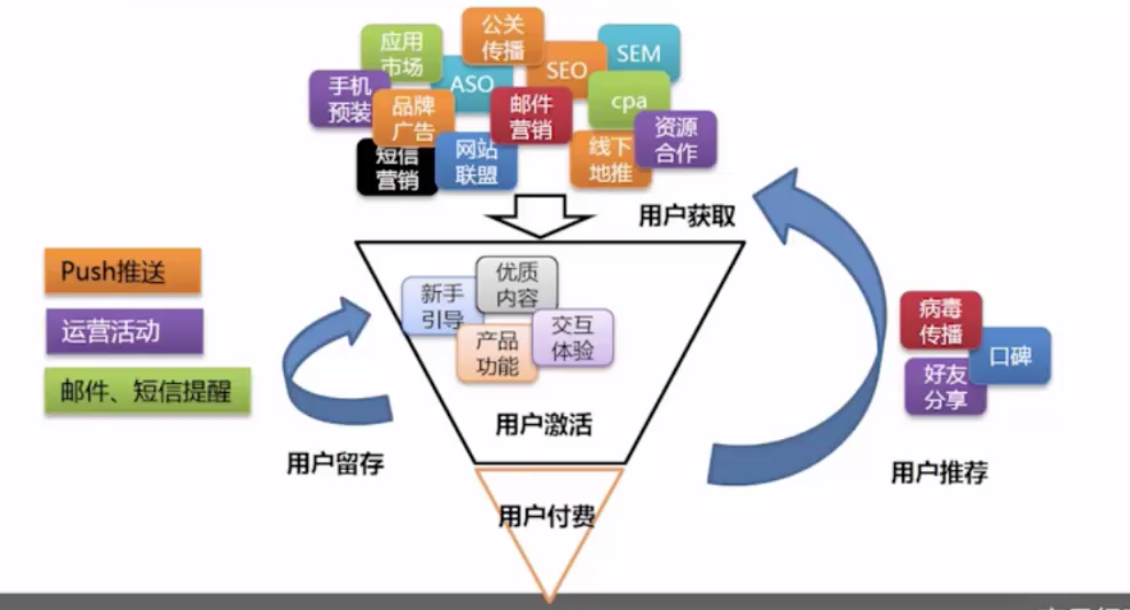 公关
传播
应用
市场
SEM
SEO
ASO
手机
预装
cpa
品牌
广告
邮件
营销
资源
合作
短信
营销
网站
联盟
线下
地推
用户获取
Push推送
运营活动
邮件、短信提醒
用户留存
优质
内容
新手
引导
交互
体验
产品
功能
用户激活
用户付费
病毒
传播
口碑
好友
分享
用户推荐